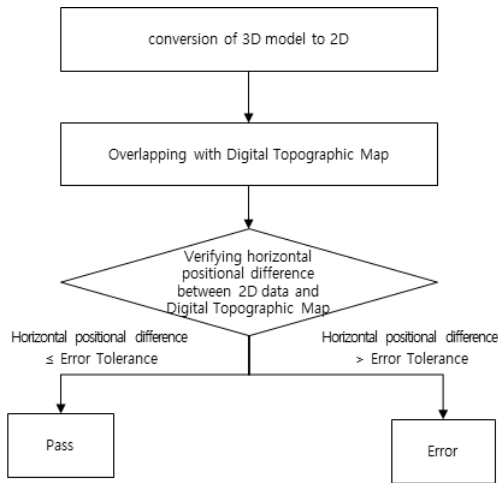 conversion of 3D model to 2D
Overlapping with Digital Topographic Map
Verifying horizontal
positional difference
between 2D data and
Digital Topographic Map
Horizontal positional difference
≤ Error Tolerance
Horizontal positional difference
> Error Tolerance
Pass
Error